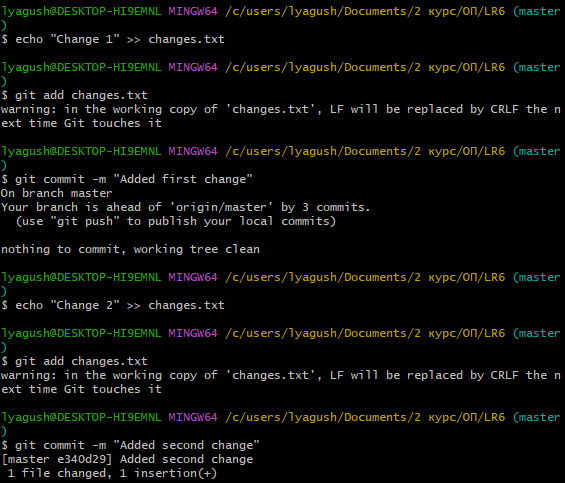 lyagush@DESKTOP-HI9EMNL MINGW64 /c/users/lyagush/Documents/2 курс/ОП/LR6 (master
)
$ echo "Change 1" >> changes.txt
lyagush@DESKTOP-HI9EMNL MINGW64 /c/users/lyagush/Documents/2 курс/ОП/LR6 (master
)
$ git add changes.txt
warning: in the working copy of 'changes.txt', LF will be replaced by CRLF the n
ext time Git touches it
lyagush@DESKTOP-HI9EMNL MINGW64 /c/users/lyagush/Documents/2 курс/ОП/LR6 (master
)
$ git commit -m "Added first change"
On branch master
Your branch is ahead of 'origin/master' by 3 commits.
  (use "git push" to publish your local commits)
nothing to commit, working tree clean
lyagush@DESKTOP-HI9EMNL MINGW64 /c/users/lyagush/Documents/2 курс/ОП/LR6 (master
)
$ echo "Change 2" >> changes.txt
lyagush@DESKTOP-HI9EMNL MINGW64 /c/users/lyagush/Documents/2 курс/ОП/LR6 (master
)
$ git add changes.txt
warning: in the working copy of 'changes.txt', LF will be replaced by CRLF the n
ext time Git touches it
lyagush@DESKTOP-HI9EMNL MINGW64 /c/users/lyagush/Documents/2 курс/ОП/LR6 (master
)
$ git commit -m "Added second change"
[master e340d29] Added second change
 1 file changed, 1 insertion(+)